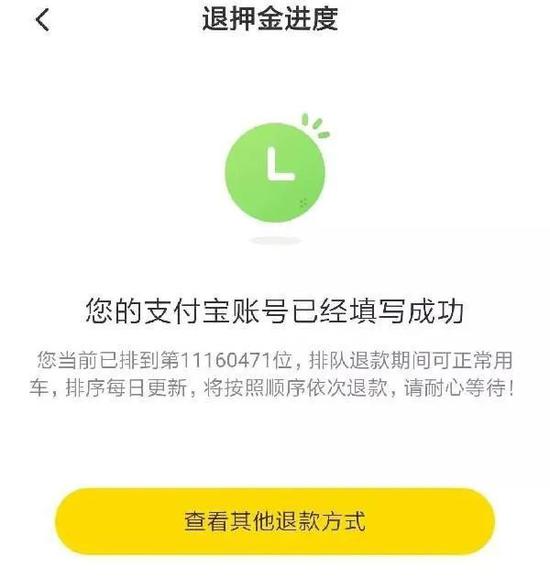 退押金进度
您的支付宝账号已经填写成功
您当前已排到第11160471位，排队退款期间可正常用
车，排序每日更新，将按照顺序依次退款，请耐心等待！
查看其他退款方式